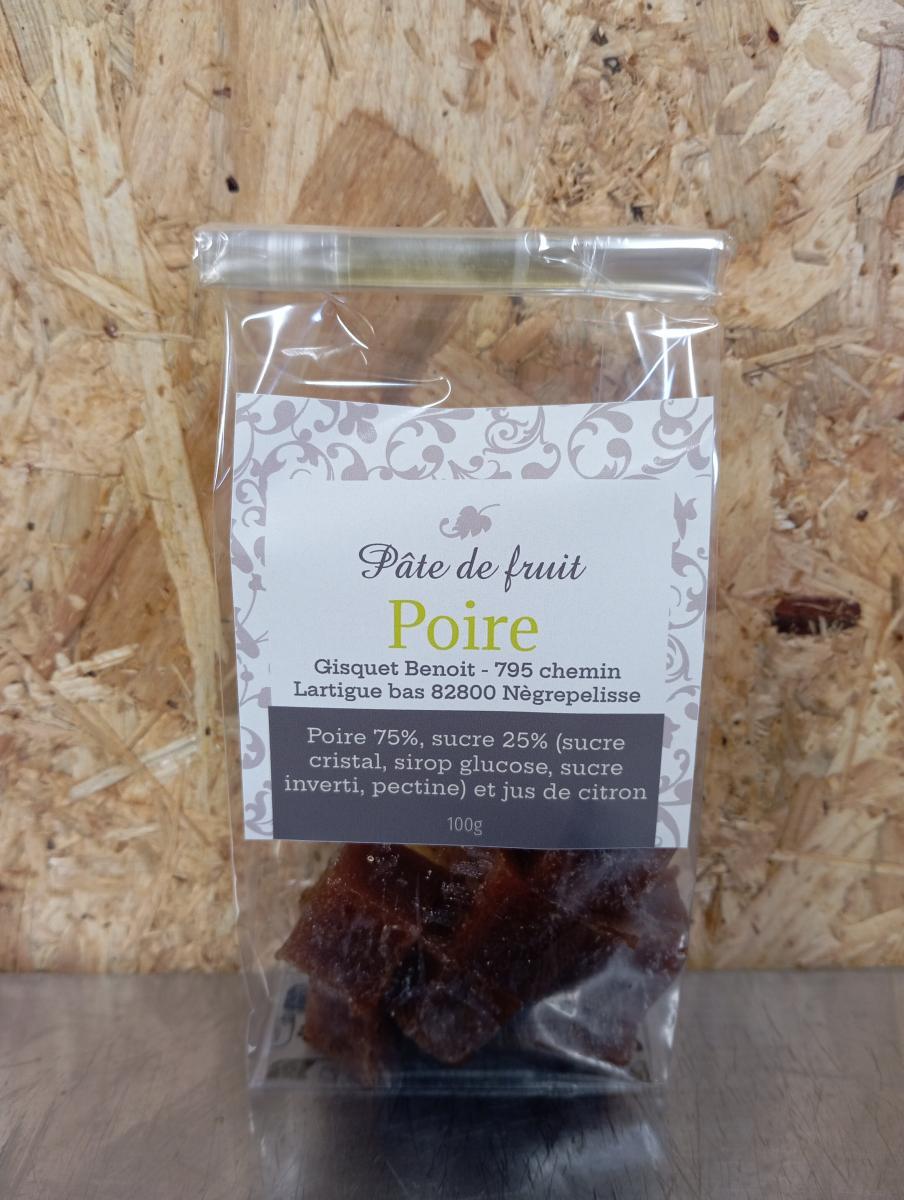 Pâte de fruit
Poire
Gisquet Benoit - 795 chemin
Lartigue bas 82800 Nègrepelisse
Poire 75%, sucre 25% (sucre
cristal, sirop glucose, sucre
inverti, pectine) et jus de citron
100g